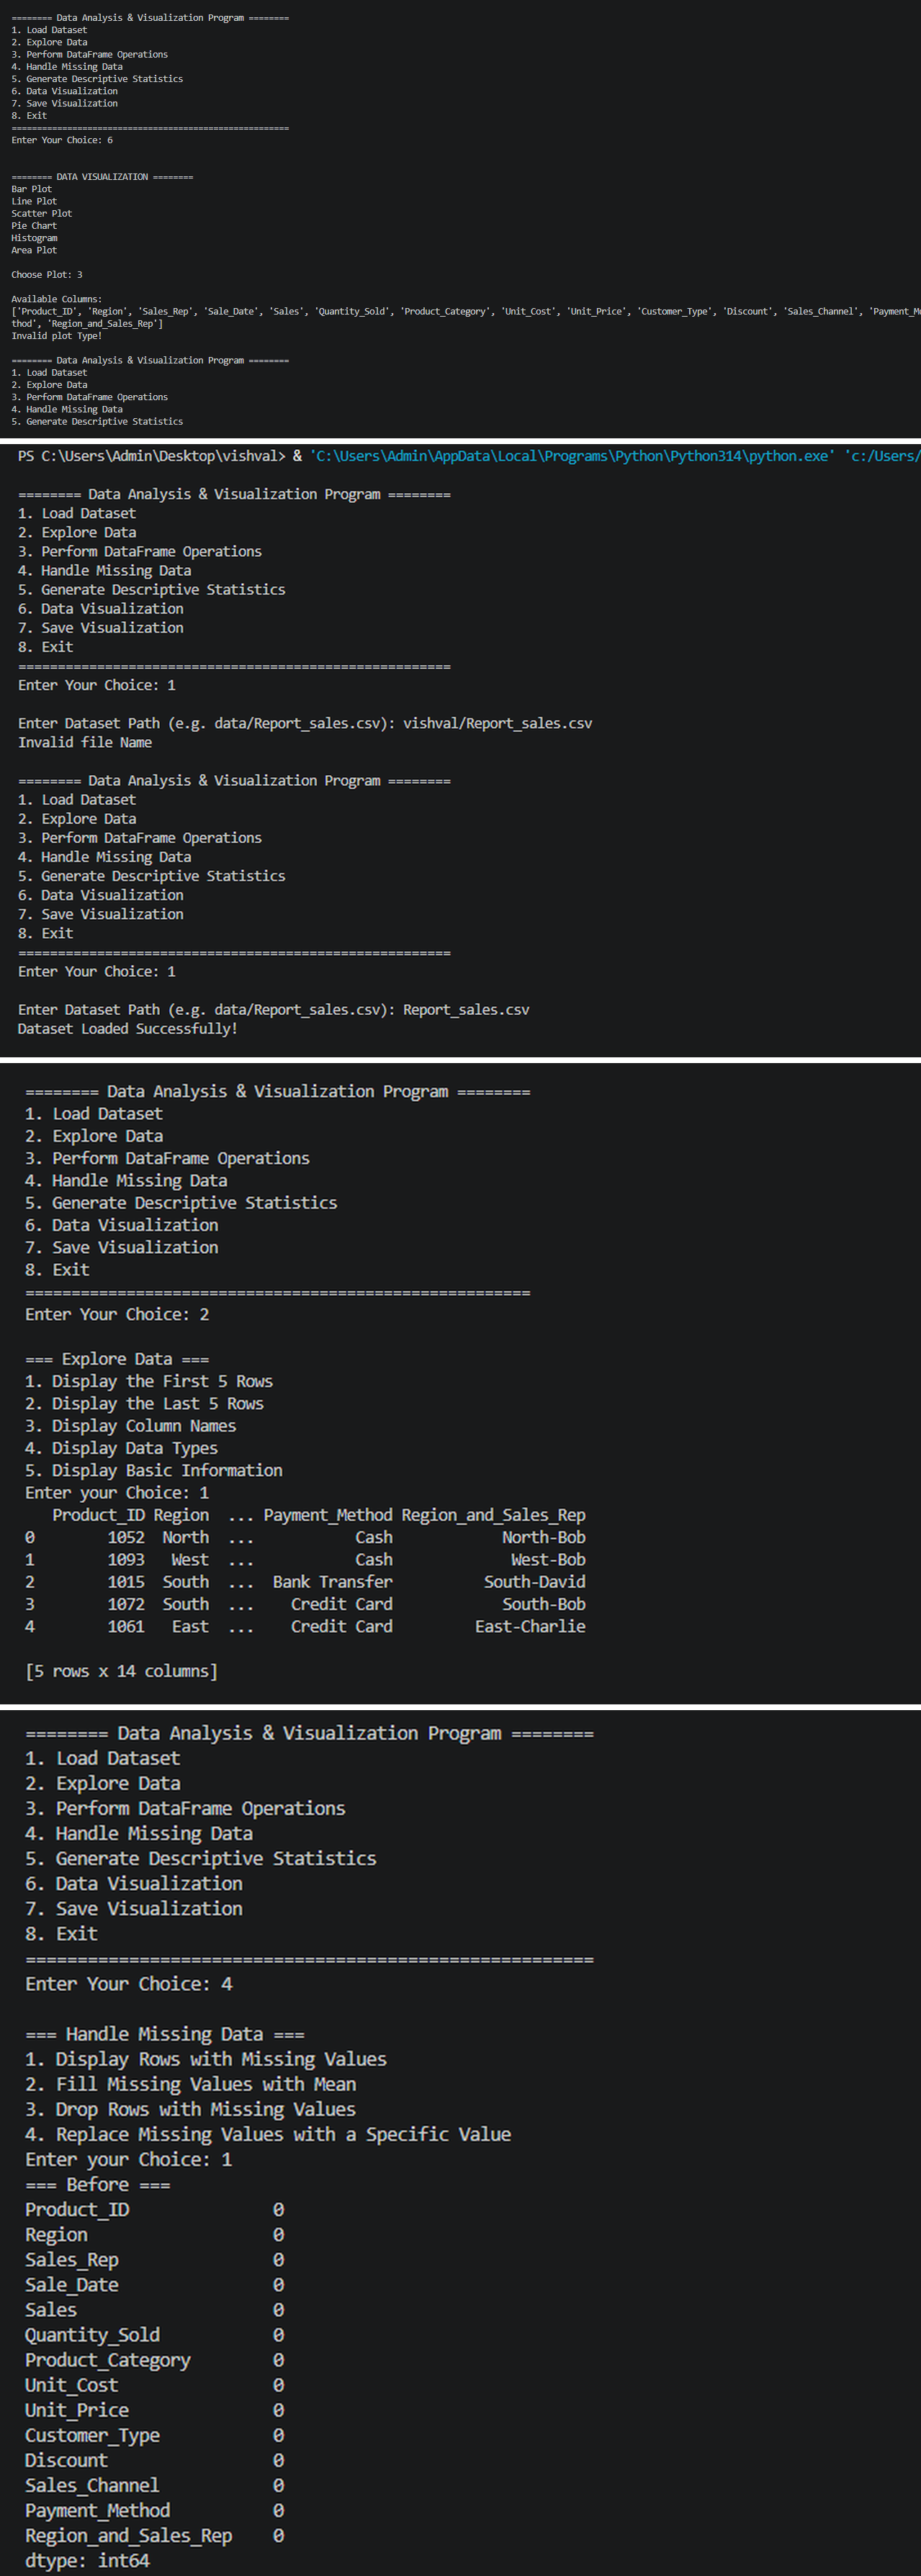 ======== Data Analysis & Visualization Program ========
1. Load Dataset
2. Explore Data
3. Perform DataFrame Operations
4. Handle Missing Data
5. Generate Descriptive Statistics
6. Data Visualization
7. Save Visualization
8. Exit
=======================================================
Enter Your Choice: 6
======== DATA VISUALIZATION ========
Bar Plot
Line Plot
Scatter Plot
Pie Chart
Histogram
Area Plot
Choose Plot: 3
Available Columns:
['Product_ID', 'Region', 'Sales_Rep', 'Sale_Date', 'Sales', 'Quantity_Sold', 'Product_Category', 'Unit_Cost', 'Unit_Price', 'Customer_Type', 'Discount', 'Sales_Channel', 'Payment_Me
thod', 'Region_and_Sales_Rep']
Invalid plot Type!
======== Data Analysis & Visualization Program ========
1. Load Dataset
2. Explore Data
3. Perform DataFrame Operations
4. Handle Missing Data
5. Generate Descriptive Statistics
PS C:\Users\Admin\Desktop\vishval> & 'C:\Users\Admin\AppData\Local\Programs\Python\Python314\python.exe' 'c:/Users/
======== Data Analysis & Visualization Program ========
1. Load Dataset
2. Explore Data
3. Perform DataFrame Operations
4. Handle Missing Data
5. Generate Descriptive Statistics
6. Data Visualization
7. Save Visualization
8. Exit
=======================================================
Enter Your Choice: 1
Enter Dataset Path (e.g. data/Report_sales.csv): vishval/Report_sales.csv
Invalid file Name
======== Data Analysis & Visualization Program ========
1. Load Dataset
2. Explore Data
3. Perform DataFrame Operations
4. Handle Missing Data
5. Generate Descriptive Statistics
6. Data Visualization
7. Save Visualization
8. Exit
=======================================================
Enter Your Choice: 1
Enter Dataset Path (e.g. data/Report_sales.csv): Report_sales.csv
Dataset Loaded Successfully!
======== Data Analysis & Visualization Program ========
1. Load Dataset
2. Explore Data
3. Perform DataFrame Operations
4. Handle Missing Data
5. Generate Descriptive Statistics
6. Data Visualization
7. Save Visualization
8. Exit
=======================================================
Enter Your Choice: 2
=== Explore Data ===
1. Display the First 5 Rows
2. Display the Last 5 Rows
3. Display Column Names
4. Display Data Types
5. Display Basic Information
Enter your Choice: 1
Product_ID Region ... Payment_Method Region_and_Sales_Rep
0 1052 North ... Cash North-Bob
1 1093 West ... Cash West-Bob
2 1015 South ... Bank Transfer South-David
3 1072 South ... Credit Card South-Bob
4 1061 East ... Credit Card East-Charlie
[5 rows x 14 columns]
======== Data Analysis & Visualization Program ========
1. Load Dataset
2. Explore Data
3. Perform DataFrame Operations
4. Handle Missing Data
5. Generate Descriptive Statistics
6. Data Visualization
7. Save Visualization
8. Exit
=======================================================
Enter Your Choice: 4
=== Handle Missing Data ===
1. Display Rows with Missing Values
2. Fill Missing Values with Mean
3. Drop Rows with Missing Values
4. Replace Missing Values with a Specific Value
Enter your Choice: 1
=== Before ===
Product_ID 0
Region 0
Sales_Rep 0
Sale_Date 0
Sales 0
Quantity_Sold 0
Product_Category 0
Unit_Cost 0
Unit_Price 0
Customer_Type 0
Discount 0
Sales_Channel 0
Payment_Method 0
Region_and_Sales_Rep 0
dtype: int64